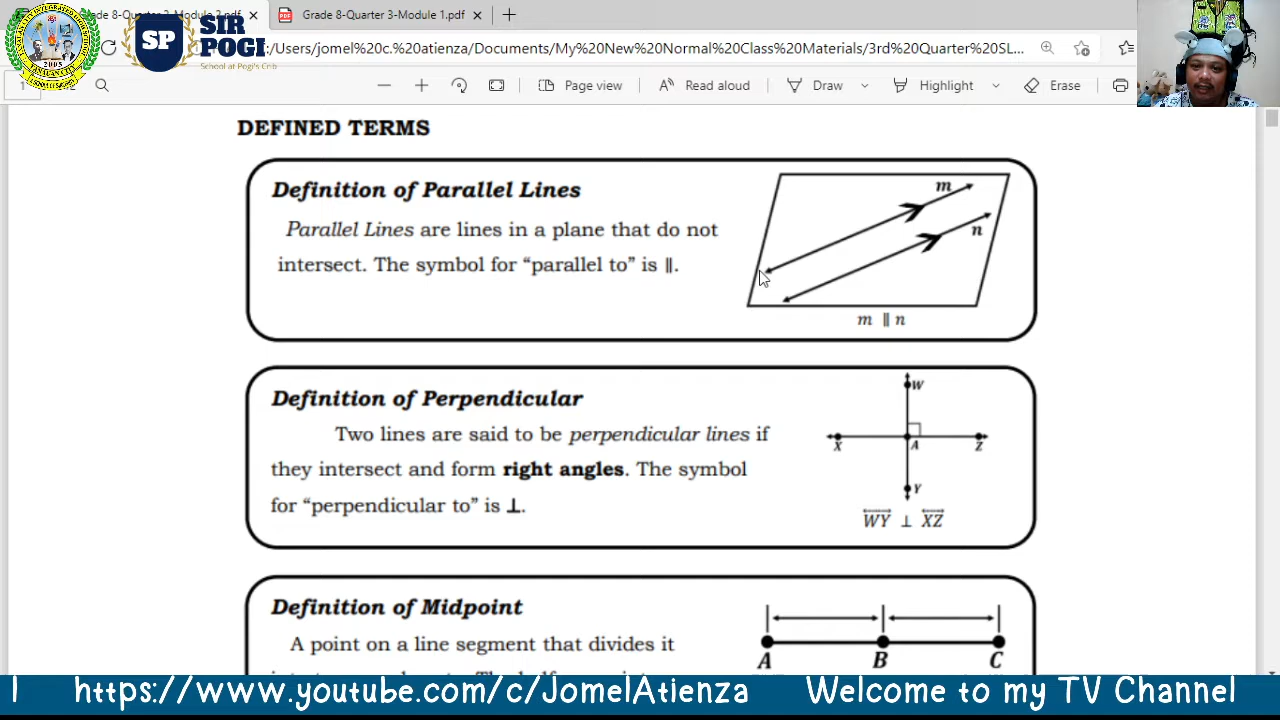 Grade 8-Quarter 3-Module 1.pdf
SIR
SP
POGI
School at Pogi's Crib
:/Users/jomel%20c.%20atienza/Documents/My%20New%20Normal%20Class%20Materials/3rd%20Quarter%20SL...
1
Page view
Read aloud
Draw
Highlight
Erase
2003
DEFINED TERMS
Definition of Parallel Lines
Parallel Lines are lines in a plane that do not
intersect. The symbol for “parallel to” is ∥.
m
n
m ∥ n
Definition of Perpendicular
Two lines are said to be perpendicular lines if
they intersect and form right angles. The symbol
for “perpendicular to” is ⊥.
W
X A Z
Y
WY ⊥ XZ
Definition of Midpoint
A point on a line segment that divides it
A B C
l https://www.youtube.com/c/JomelAtienza Welcome to my TV Channel